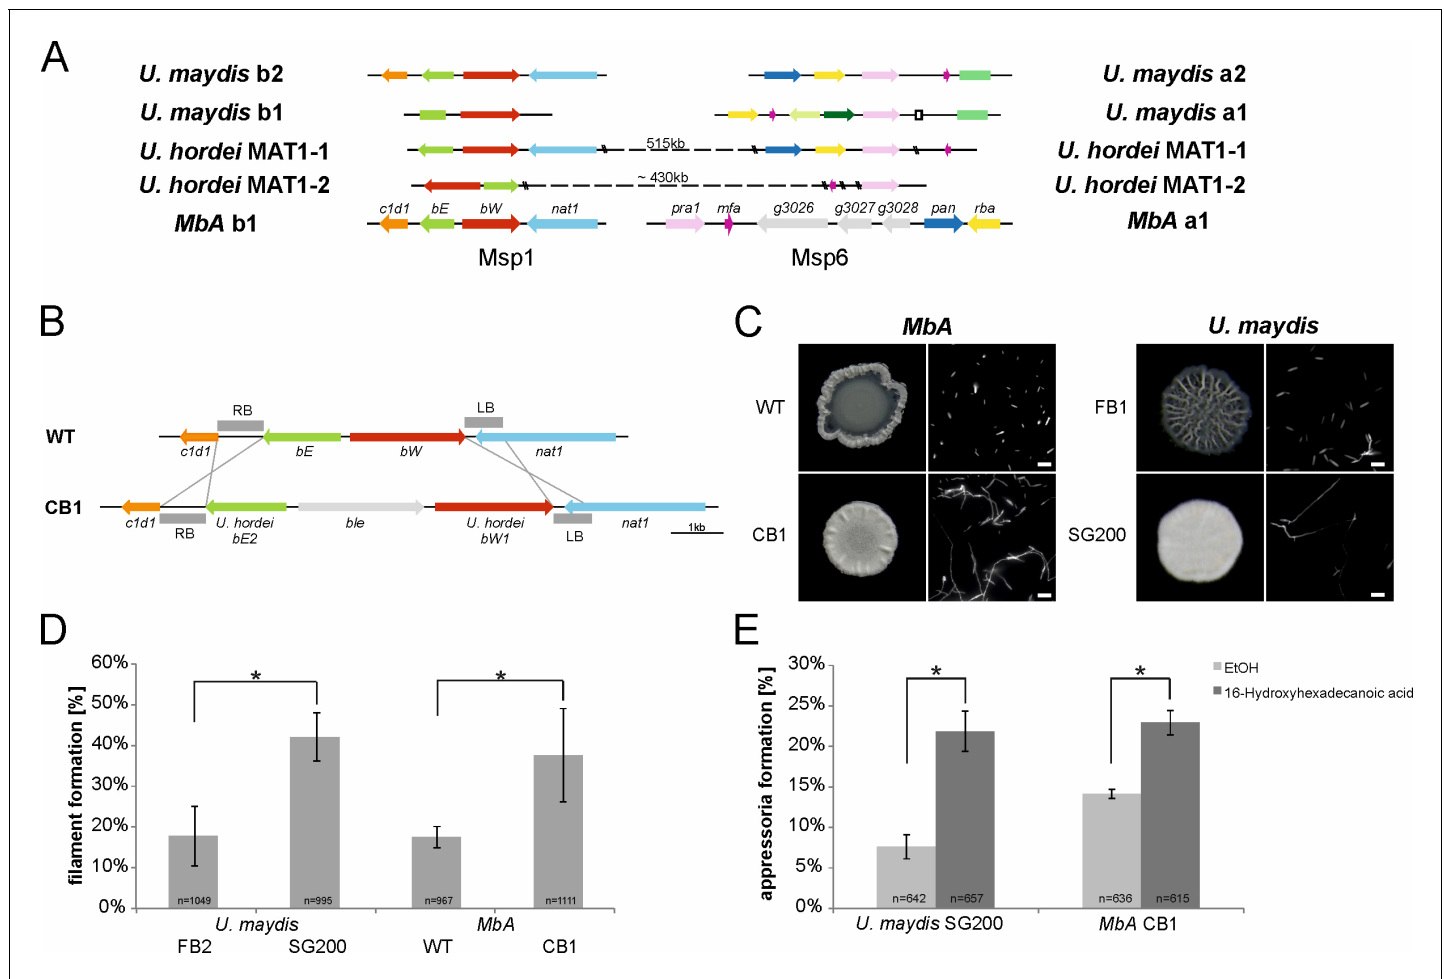 A
U. maydis b2
U. maydis a2
U. maydis b1
U. maydis a1
U. hordei MAT1-1
515kb
U. hordei MAT1-1
U. hordei MAT1-2
~ 430kb
U. hordei MAT1-2
MbA b1
c1d1 bE bW nat1
pra1 mfa g3026 g3027 g3028 pan rba
MbA a1
Msp1
Msp6
B
RB
LB
WT
c1d1 bE bW nat1
CB1
c1d1
RB
U. hordei
bE2
ble
U. hordei
bW1
LB
nat1
1kb
C
MbA
U. maydis
WT
FB1
CB1
SG200
D
filament formation [%]
60%
50%
40%
30%
20%
10%
0%
*
*
n=1049
n=995
n=967
n=1111
U. maydis
MbA
FB2
SG200
WT
CB1
E
appressoria formation [%]
30%
25%
20%
15%
10%
5%
0%
*
*
EtOH
16-Hydroxyhexadecanoic acid
n=642
n=657
n=636
n=615
U. maydis SG200
MbA CB1